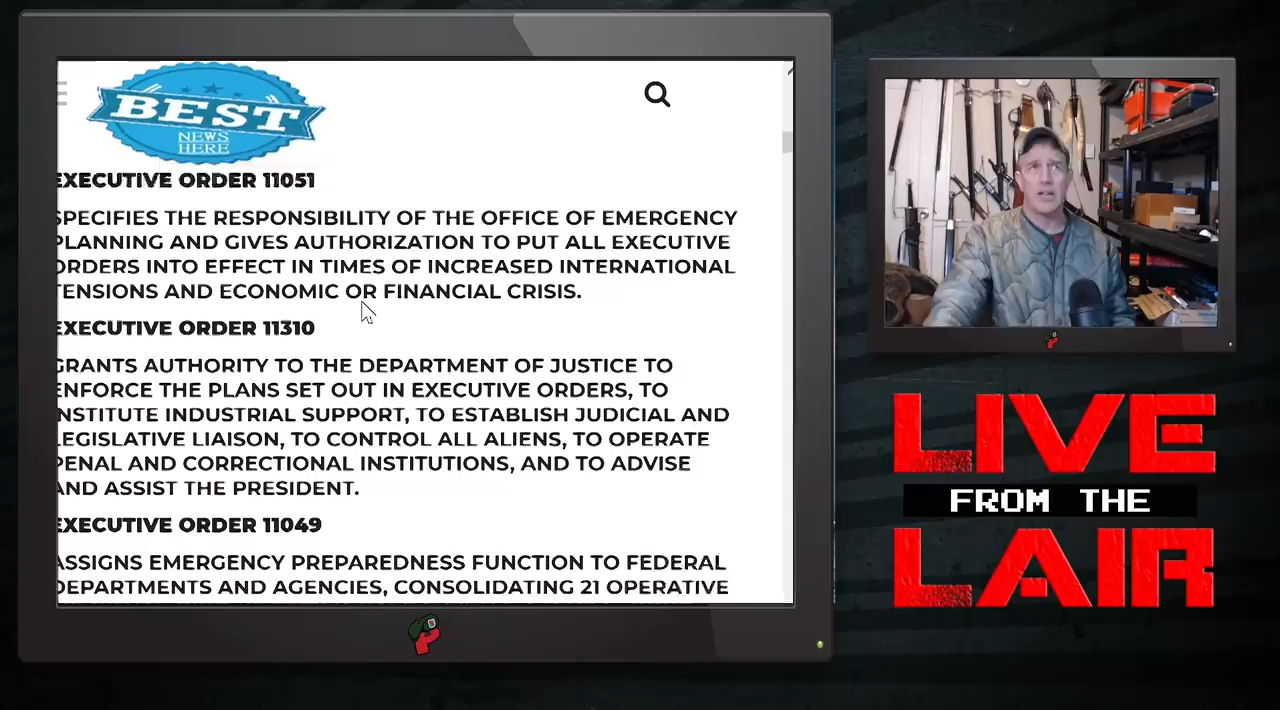 BEST
NEWS
HERE
EXECUTIVE ORDER 11051
SPECIFIES THE RESPONSIBILITY OF THE OFFICE OF EMERGENCY
PLANNING AND GIVES AUTHORIZATION TO PUT ALL EXECUTIVE
ORDERS INTO EFFECT IN TIMES OF INCREASED INTERNATIONAL
TENSIONS AND ECONOMIC OR FINANCIAL CRISIS.
EXECUTIVE ORDER 11310
GRANTS AUTHORITY TO THE DEPARTMENT OF JUSTICE TO
ENFORCE THE PLANS SET OUT IN EXECUTIVE ORDERS, TO
INSTITUTE INDUSTRIAL SUPPORT, TO ESTABLISH JUDICIAL AND
LEGISLATIVE LIAISON, TO CONTROL ALL ALIENS, TO OPERATE
PENAL AND CORRECTIONAL INSTITUTIONS, AND TO ADVISE
AND ASSIST THE PRESIDENT.
EXECUTIVE ORDER 11049
ASSIGNS EMERGENCY PREPAREDNESS FUNCTION TO FEDERAL
DEPARTMENTS AND AGENCIES, CONSOLIDATING 21 OPERATIVE
LIVE
FROM THE
LAIR